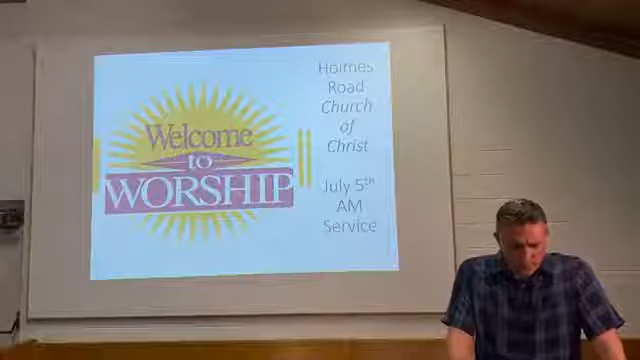 Welcome
to
WORSHIP
Holmes
Road
Church
of
Christ
July 5th
AM
Service